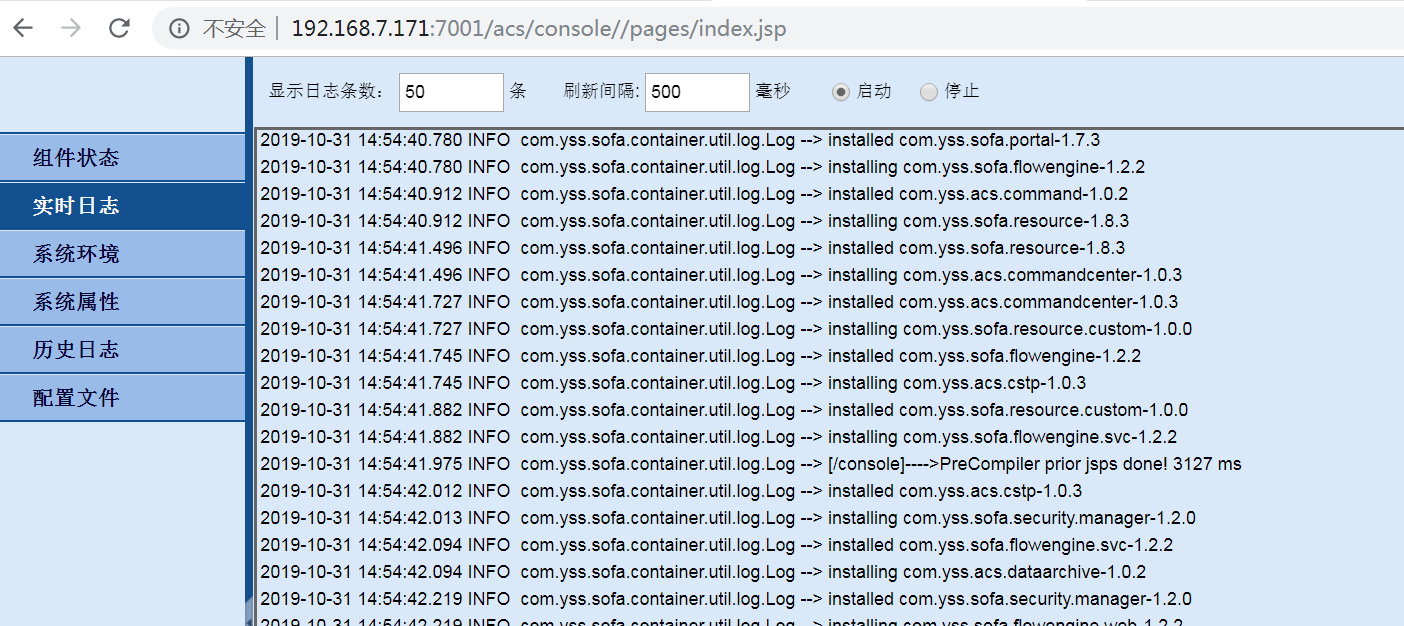 不安全 192.168.7.171:7001/acs/console//pages/index.jsp
显示日志条数: 50 条 刷新间隔: 500 毫秒 启动 停止
组件状态
实时日志
系统环境
系统属性
历史日志
配置文件
2019-10-31 14:54:40.780 INFO com.yss.sofa.container.util.log.Log --> installed com.yss.sofa.portal-1.7.3
2019-10-31 14:54:40.780 INFO com.yss.sofa.container.util.log.Log --> installing com.yss.sofa.flowengine-1.2.2
2019-10-31 14:54:40.912 INFO com.yss.sofa.container.util.log.Log --> installed com.yss.acs.command-1.0.2
2019-10-31 14:54:40.912 INFO com.yss.sofa.container.util.log.Log --> installing com.yss.sofa.resource-1.8.3
2019-10-31 14:54:41.496 INFO com.yss.sofa.container.util.log.Log --> installed com.yss.sofa.resource-1.8.3
2019-10-31 14:54:41.496 INFO com.yss.sofa.container.util.log.Log --> installing com.yss.acs.commandcenter-1.0.3
2019-10-31 14:54:41.727 INFO com.yss.sofa.container.util.log.Log --> installed com.yss.acs.commandcenter-1.0.3
2019-10-31 14:54:41.727 INFO com.yss.sofa.container.util.log.Log --> installing com.yss.sofa.resource.custom-1.0.0
2019-10-31 14:54:41.745 INFO com.yss.sofa.container.util.log.Log --> installed com.yss.sofa.flowengine-1.2.2
2019-10-31 14:54:41.745 INFO com.yss.sofa.container.util.log.Log --> installing com.yss.acs.cstp-1.0.3
2019-10-31 14:54:41.882 INFO com.yss.sofa.container.util.log.Log --> installed com.yss.sofa.resource.custom-1.0.0
2019-10-31 14:54:41.882 INFO com.yss.sofa.container.util.log.Log --> installing com.yss.sofa.flowengine.svc-1.2.2
2019-10-31 14:54:41.975 INFO com.yss.sofa.container.util.log.Log --> [/console]---->PreCompiler prior jsps done! 3127 ms
2019-10-31 14:54:42.012 INFO com.yss.sofa.container.util.log.Log --> installed com.yss.acs.cstp-1.0.3
2019-10-31 14:54:42.013 INFO com.yss.sofa.container.util.log.Log --> installing com.yss.sofa.security.manager-1.2.0
2019-10-31 14:54:42.094 INFO com.yss.sofa.container.util.log.Log --> installed com.yss.sofa.flowengine.svc-1.2.2
2019-10-31 14:54:42.094 INFO com.yss.sofa.container.util.log.Log --> installing com.yss.acs.dataarchive-1.0.2
2019-10-31 14:54:42.219 INFO com.yss.sofa.container.util.log.Log --> installed com.yss.sofa.security.manager-1.2.0
2019-10-31 14:54:42.219 INFO com.yss.sofa.container.util.log.Log --> installing com.yss.sofa.flowengine.web-1.2.2